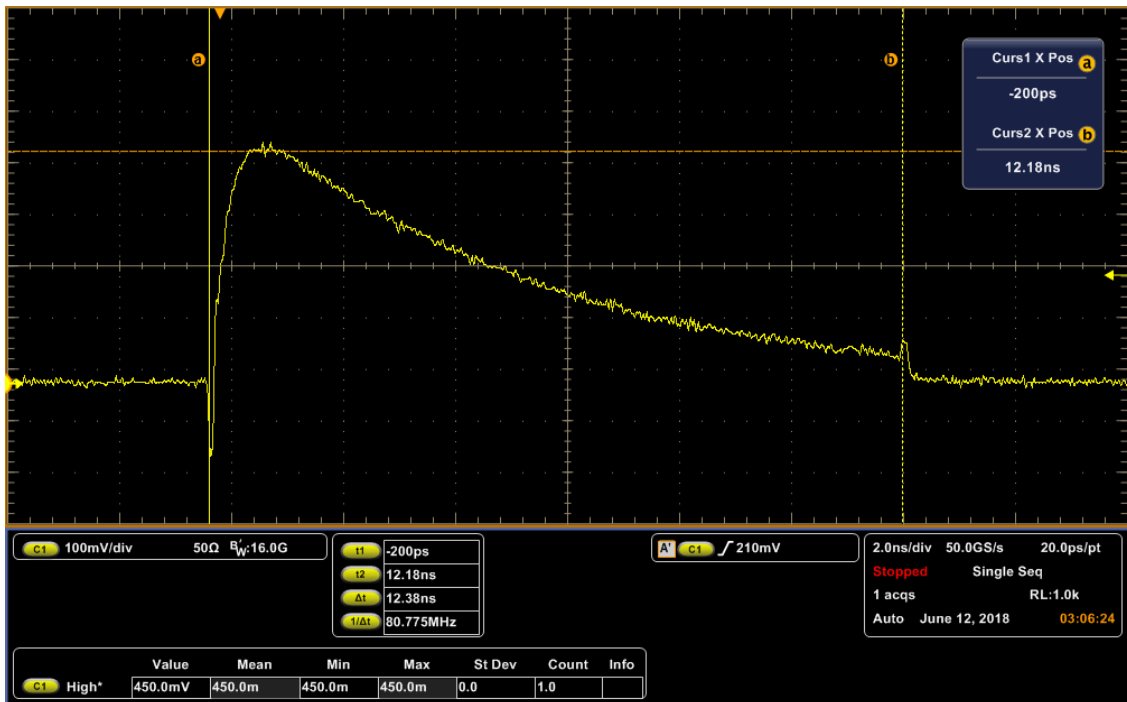 a
b
Curs1 X Pos a
-200ps
Curs2 X Pos b
12.18ns
C1 100mV/div 50Ω BW:16.0G
t1 -200ps
t2 12.18ns
Δt 12.38ns
1/Δt 80.775MHz
A' C1 210mV
2.0ns/div 50.0GS/s 20.0ps/pt
Stopped Single Seq
1 acqs RL:1.0k
Auto June 12, 2018 03:06:24
Value Mean Min Max St Dev Count Info
C1 High* 450.0mV 450.0m 450.0m 450.0m 0.0 1.0